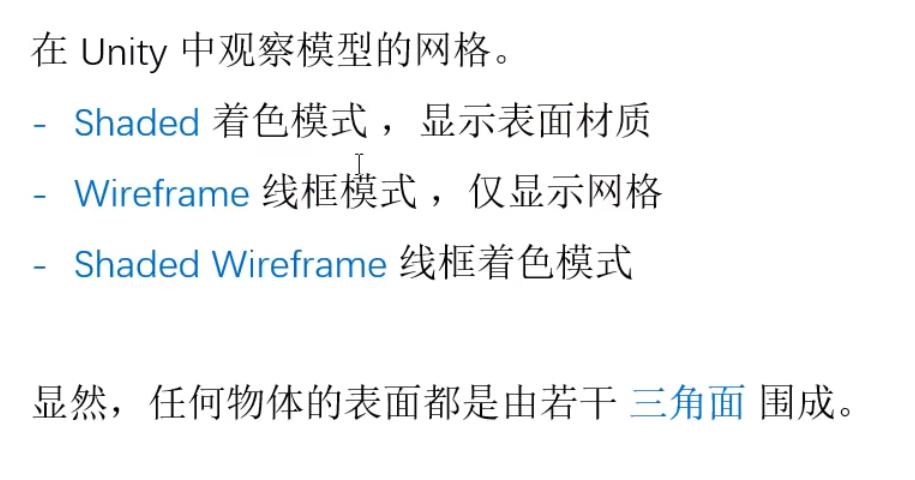 在 Unity 中观察模型的网格。
- Shaded 着色模式 ，显示表面材质
- Wireframe 线框模式 ，仅显示网格
- Shaded Wireframe 线框着色模式
显然，任何物体的表面都是由若干 三角面 围成。